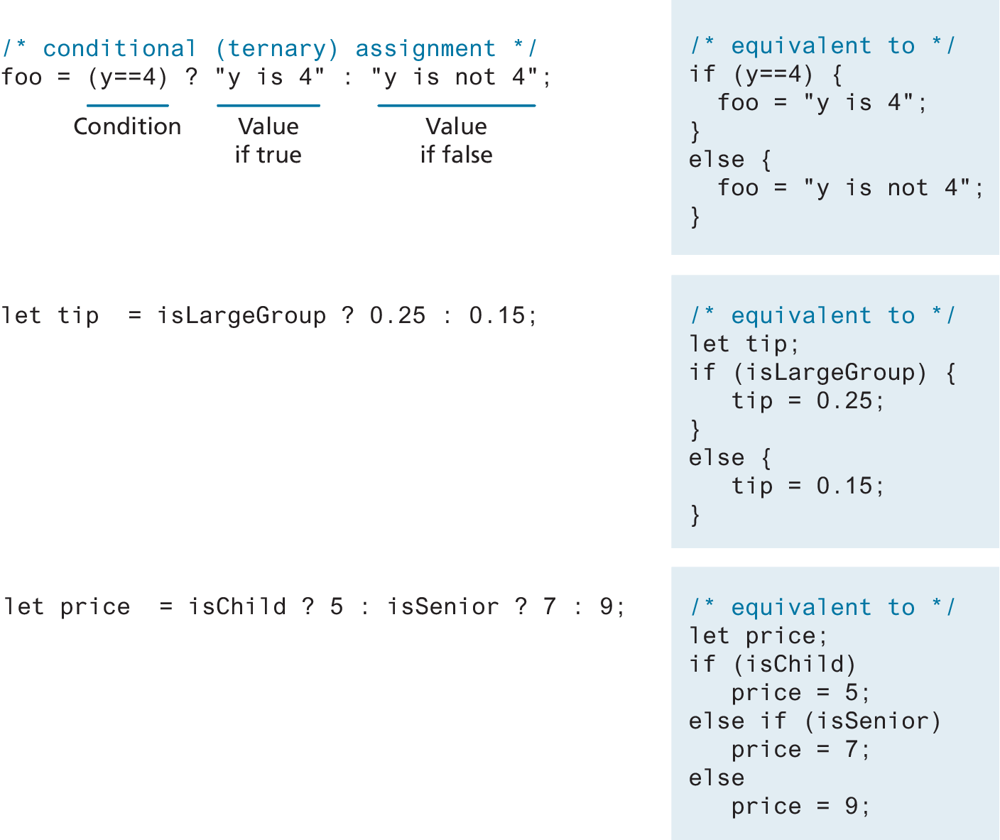 /* conditional (ternary) assignment */
foo = (y==4) ? "y is 4" : "y is not 4";
Condition
Value
if true
Value
if false
/* equivalent to */
if (y==4) {
  foo = "y is 4";
}
else {
  foo = "y is not 4";
}
let tip  = isLargeGroup ? 0.25 : 0.15;
/* equivalent to */
let tip;
if (isLargeGroup) {
   tip = 0.25;
}
else {
   tip = 0.15;
}
let price  = isChild ? 5 : isSenior ? 7 : 9;
/* equivalent to */
let price;
if (isChild)
   price = 5;
else if (isSenior)
   price = 7;
else
   price = 9;